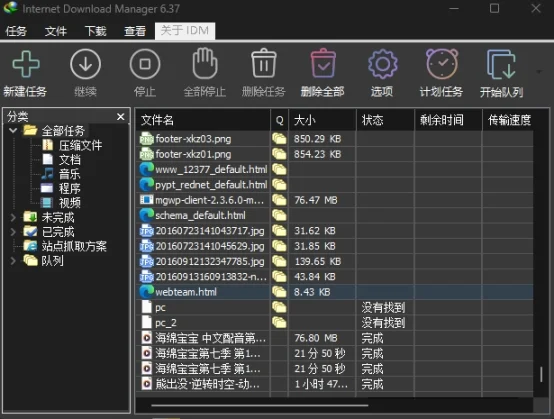 Internet Download Manager 6.37
任务 文件 下载 查看 关于 IDM
新建任务 继续 停止 全部停止 删除任务 删除全部 选项 计划任务 开始队列
分类
全部任务
压缩文件
文档
音乐
程序
视频
未完成
已完成
站点抓取方案
队列
文件名 Q 大小 状态 剩余时间 传输速度
footer-xkz03.png 850.29 KB
footer-xkz01.png 854.23 KB
www_12377_default.html
pypt_rednet_default.html
mgwp-client-2.3.6.0-m... 76.47 MB
schema_default.html
20160723141043717.jpg 31.62 KB
20160723141045629.jpg 31.85 KB
20160912132347785.jpg 139.65 KB
20160913160913832-n... 43.84 KB
webteam.html 8.43 KB
pc 没有找到
pc_2 没有找到
海绵宝宝 中文配音第... 76.80 MB 完成
海绵宝宝第七季 第1... 21 分 50 秒 完成
海绵宝宝第七季 第1... 21 分 50 秒 完成
熊出没·逆转时空-动... 1 小时 47... 完成